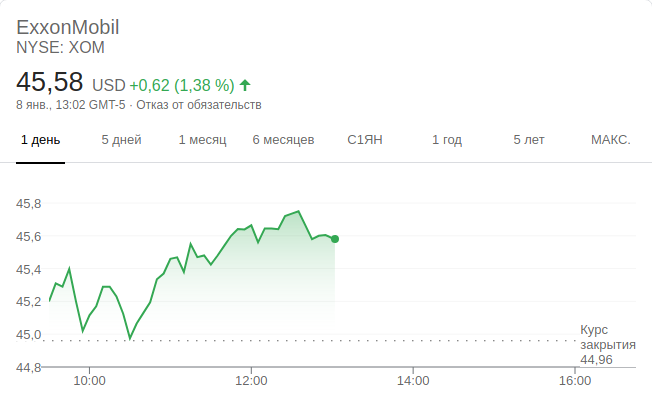 ExxonMobil
NYSE: XOM
45,58 USD +0,62 (1,38 %)
8 янв., 13:02 GMT-5 · Отказ от обязательств
1 день 5 дней 1 месяц 6 месяцев С1ЯН 1 год 5 лет МАКС.
45,8
45,6
45,4
45,2
45,0
Курс
закрытия
44,96
44,8
10:00 12:00 14:00 16:00